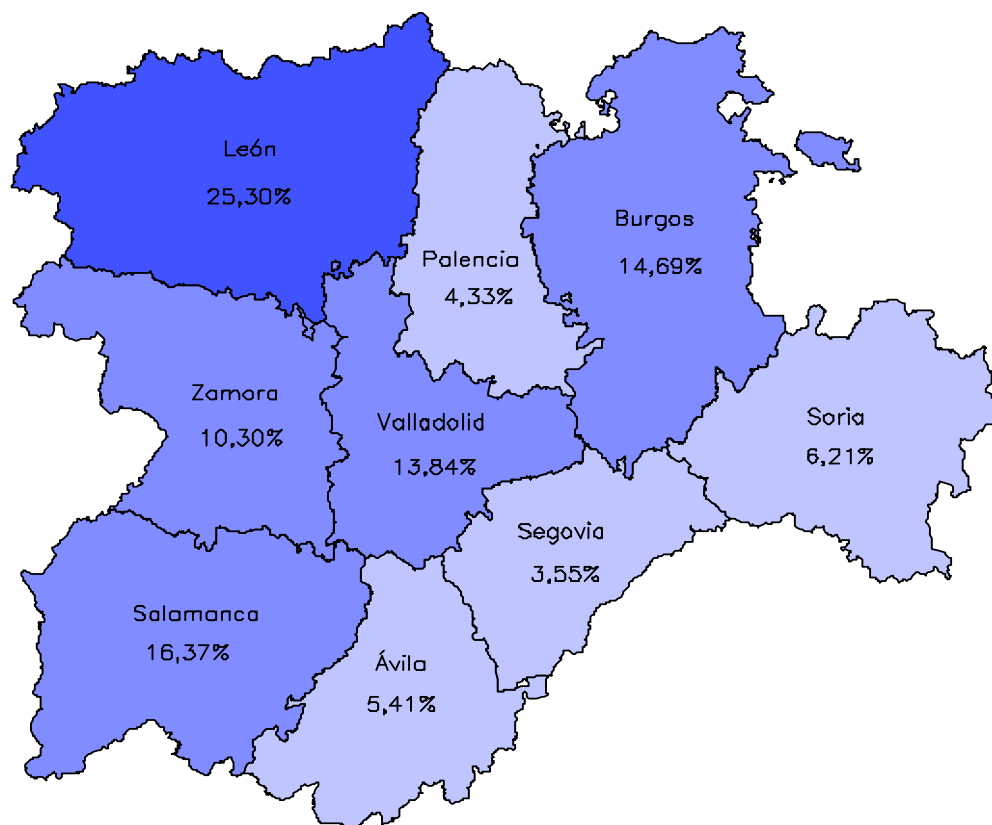 León
25,30%
Burgos
14,69%
Palencia
4,33%
Zamora
10,30%
Valladolid
13,84%
Soria
6,21%
Segovia
3,55%
Salamanca
16,37%
Ávila
5,41%